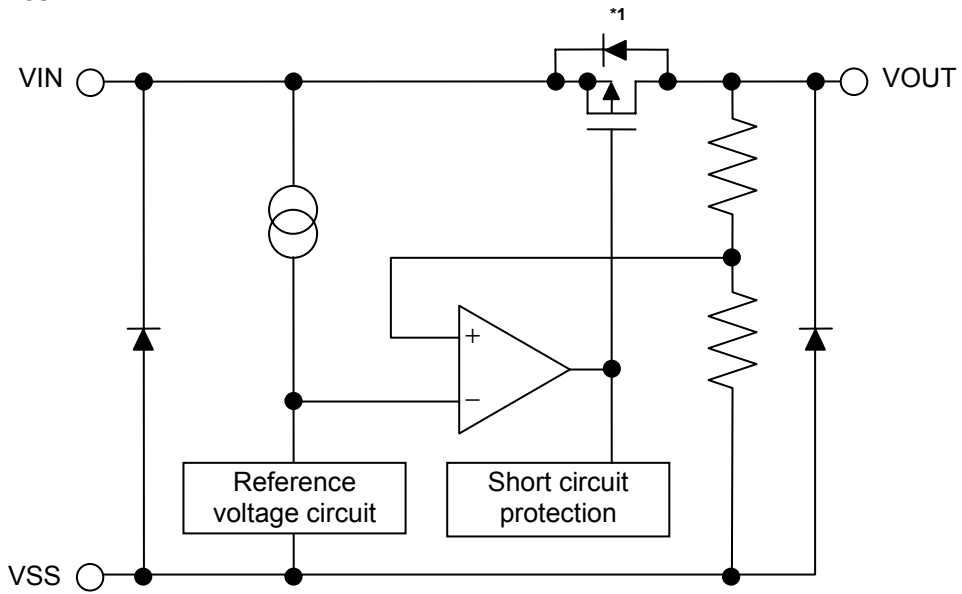 *1
VIN
VOUT
+
−
Reference
voltage circuit
Short circuit
protection
VSS